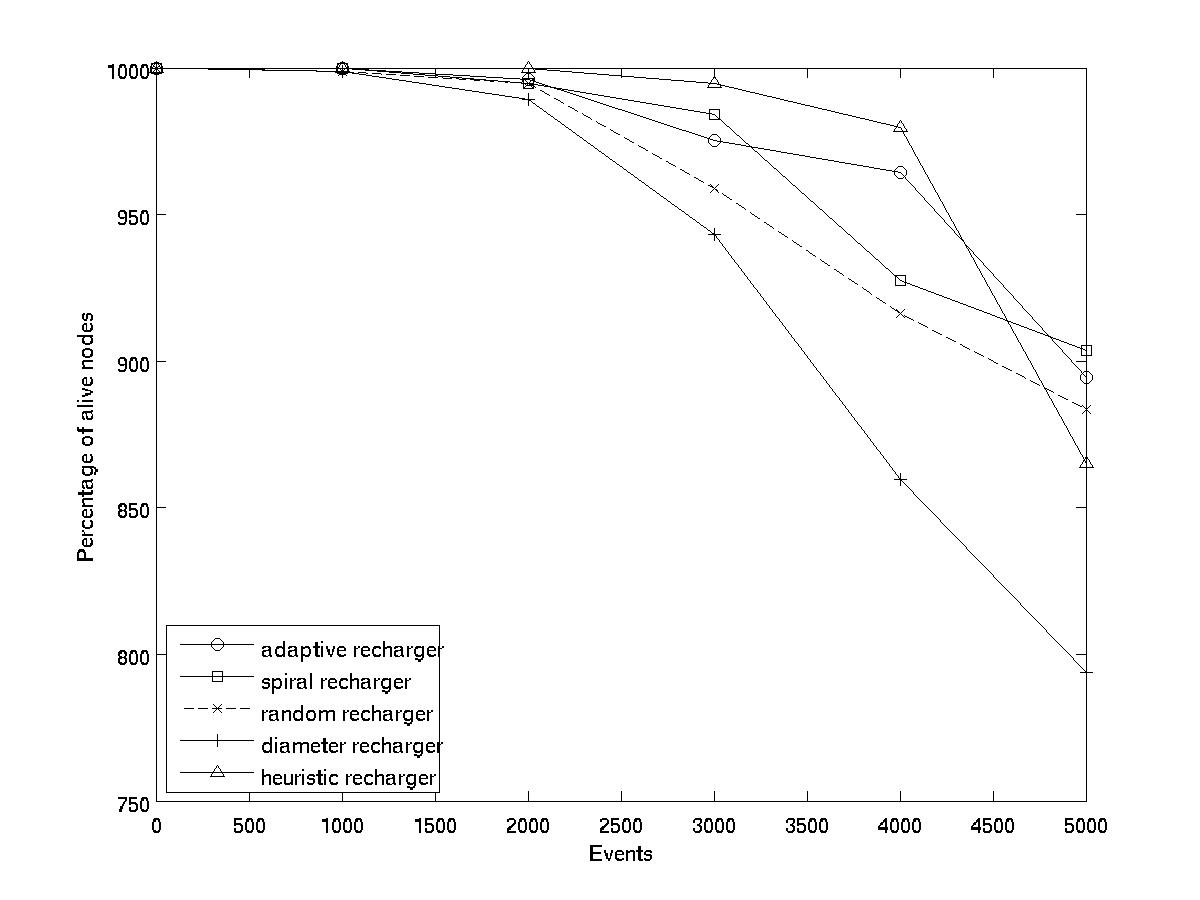 1000
950
900
850
800
750
Percentage of alive nodes
adaptive recharger
spiral recharger
random recharger
diameter recharger
heuristic recharger
0 500 1000 1500 2000 2500 3000 3500 4000 4500 5000
Events